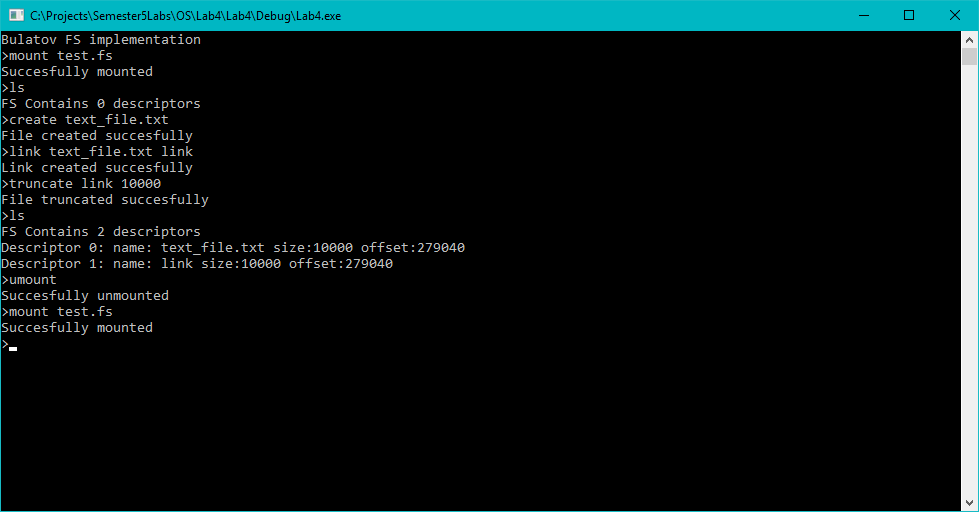 C:\Projects\Semester5Labs\OS\Lab4\Lab4\Debug\Lab4.exe
Bulatov FS implementation
>mount test.fs
Succesfully mounted
>ls
FS Contains 0 descriptors
>create text_file.txt
File created succesfully
>link text_file.txt link
Link created succesfully
>truncate link 10000
File truncated succesfully
>ls
FS Contains 2 descriptors
Descriptor 0: name: text_file.txt size:10000 offset:279040
Descriptor 1: name: link size:10000 offset:279040
>umount
Succesfully unmounted
>mount test.fs
Succesfully mounted
>